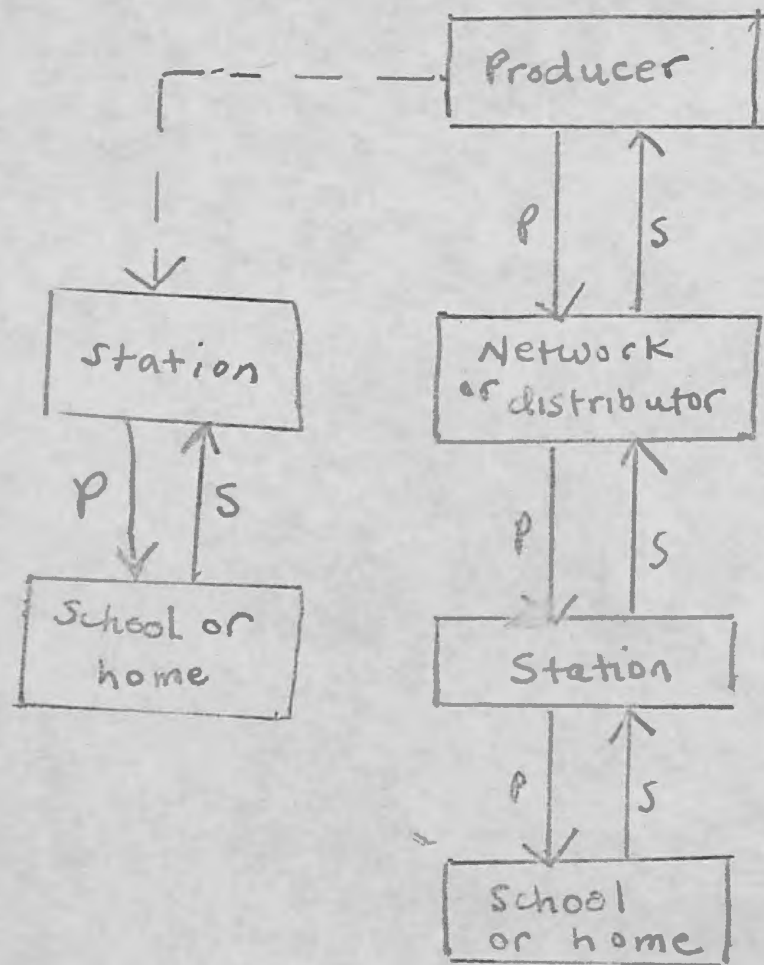 Producer
P S
Station
Network
or distributor
P S
P S
School or
home
Station
P S
School
or home